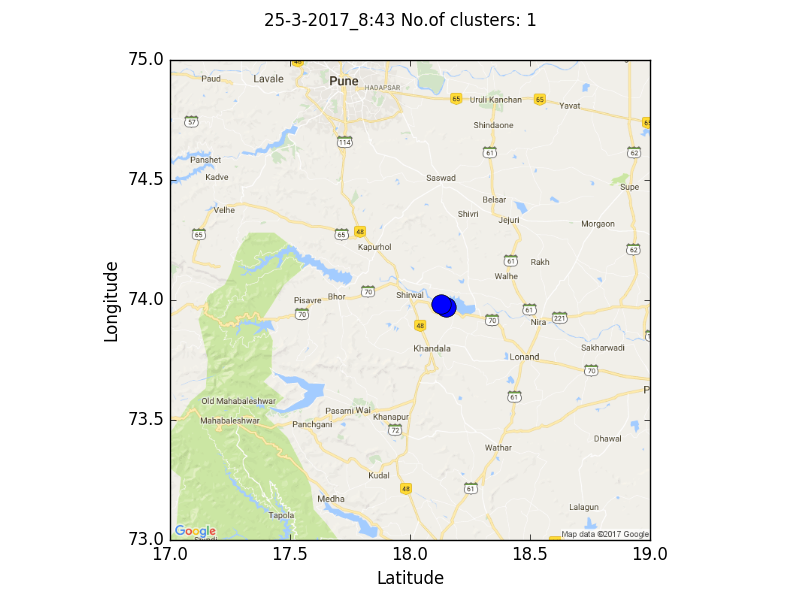 25-3-2017_8:43 No.of clusters: 1
75.0
74.5
74.0
73.5
73.0
Longitude
17.0 17.5 18.0 18.5 19.0
Latitude
Paud Lavale Pune
HADAPSAR
65 Uruli Kanchan 65 Yavat
57 Shindaone
114
61 62
Panshet
Kadve Saswad
Supe
Velhe Belsar
Shivri Jejuri Morgaon
65 65 48
Kapurhol 62
61 Rakh
Walhe
Pisavre Bhor 70 Shirwal
70 48 70 61 221
Nira
Khandala Lonand Sakharwadi
70
Old Mahabaleshwar 61
Mahabaleshwar Pasarni Wai Khanapur
Panchgani 72
Dhawal
Wathar
Kudal
48 61
Medha
Tapola Lalagun
Google Map data ©2017 Google